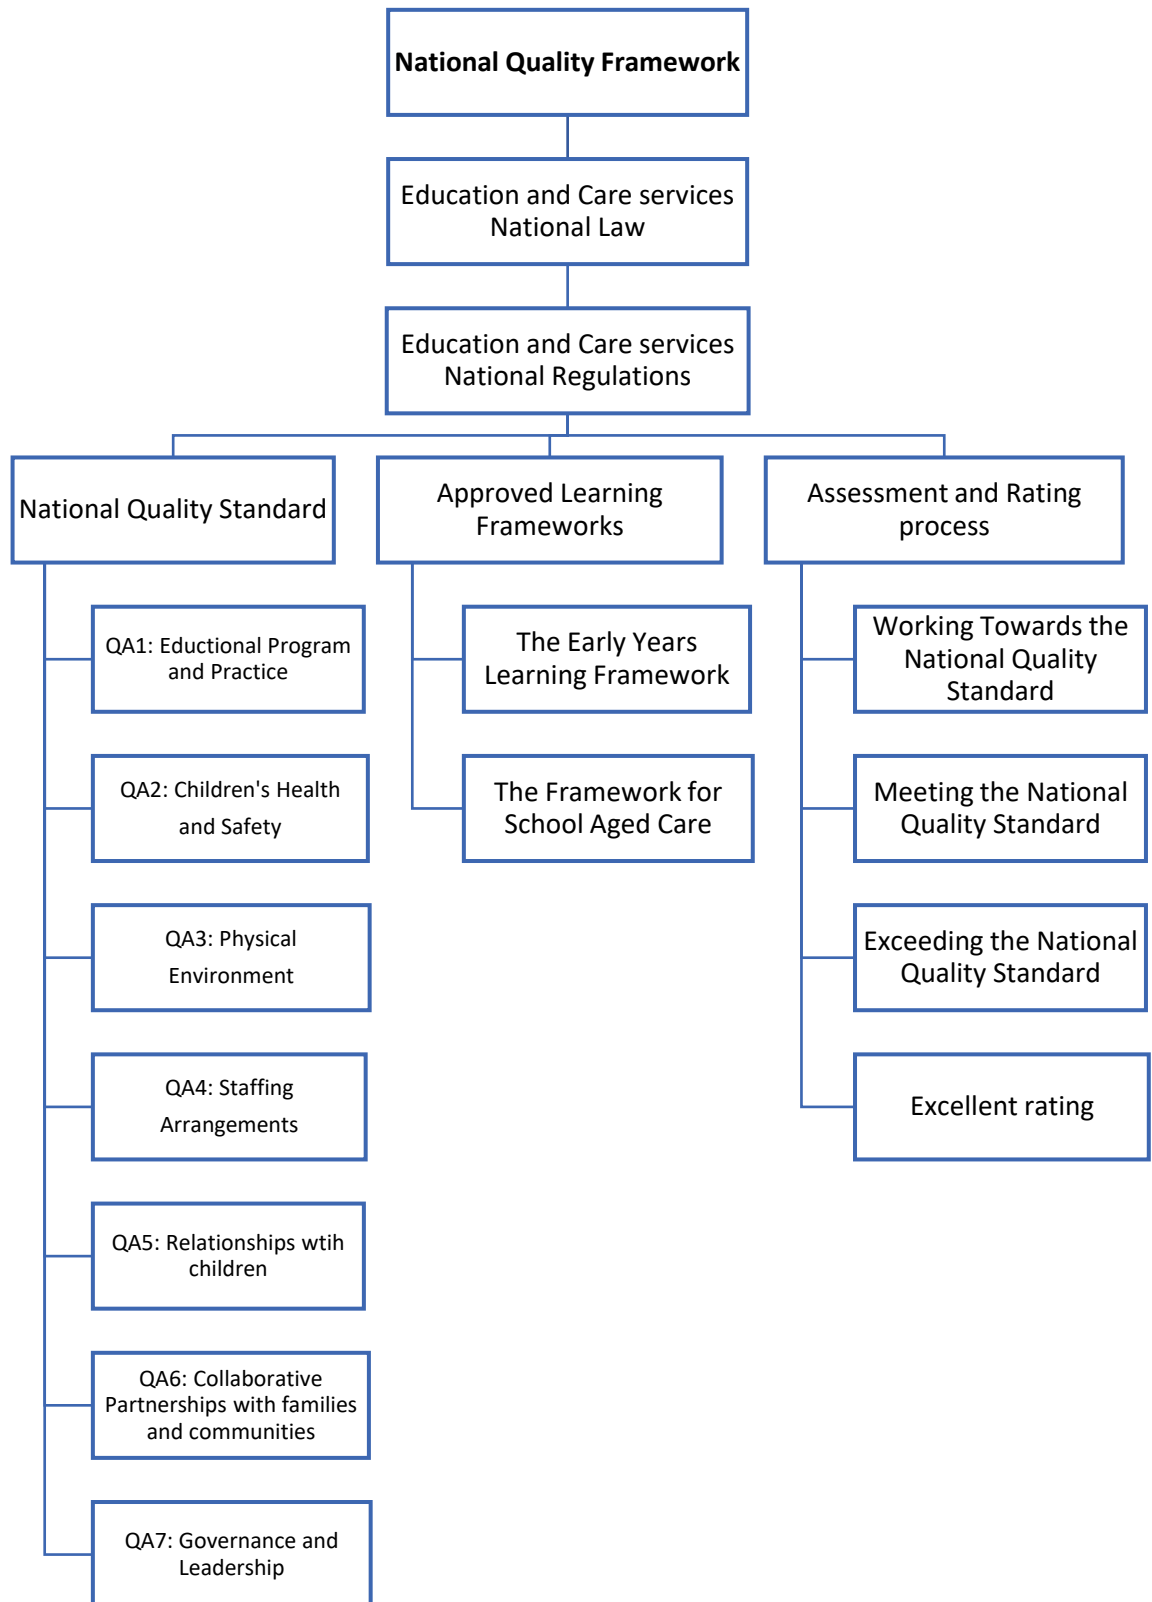 National Quality Framework
Education and Care services
National Law
Education and Care services
National Regulations
National Quality Standard
QA1: Eductional Program
and Practice
QA2: Children's Health
and Safety
QA3: Physical
Environment
QA4: Staffing
Arrangements
QA5: Relationships wtih
children
QA6: Collaborative
Partnerships with families
and communities
QA7: Governance and
Leadership
Approved Learning
Frameworks
The Early Years
Learning Framework
The Framework for
School Aged Care
Assessment and Rating
process
Working Towards the
National Quality
Standard
Meeting the National
Quality Standard
Exceeding the National
Quality Standard
Excellent rating